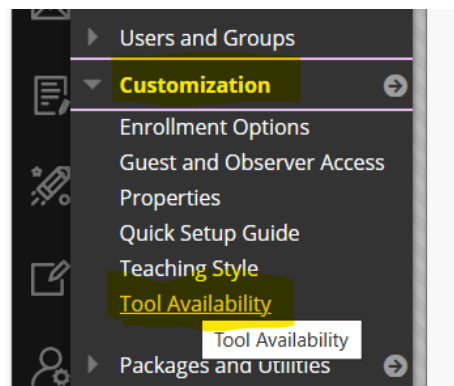 Users and Groups
Customization
Enrollment Options
Guest and Observer Access
Properties
Quick Setup Guide
Teaching Style
Tool Availability
Tool Availability
Packages and Utilities